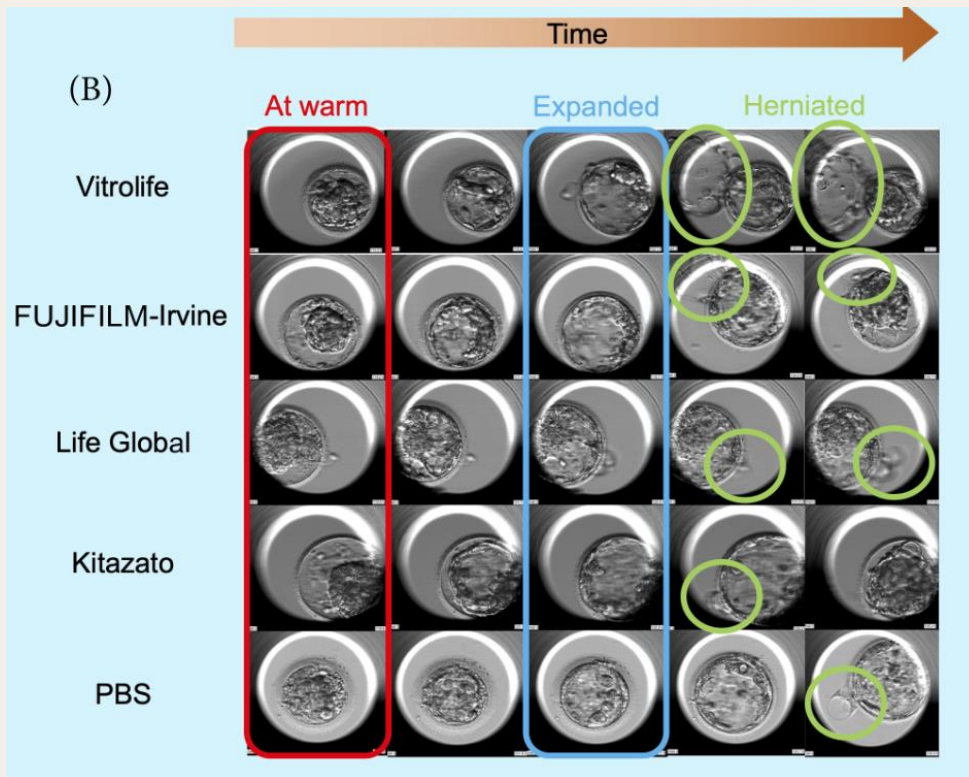 Time
(B)
At warm
Expanded
Herniated
Vitrolife
FUJIFILM-Irvine
Life Global
Kitazato
PBS